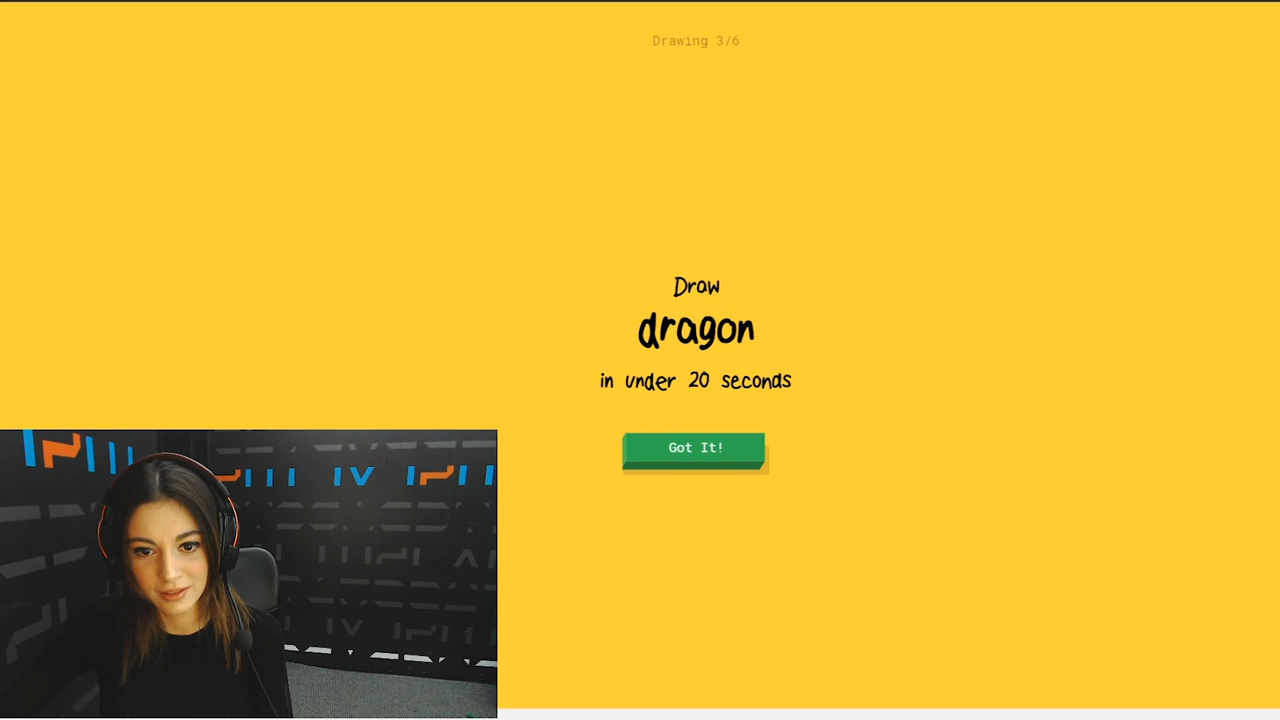 Drawing 3/6
Draw
dragon
in under 20 seconds
Got It!